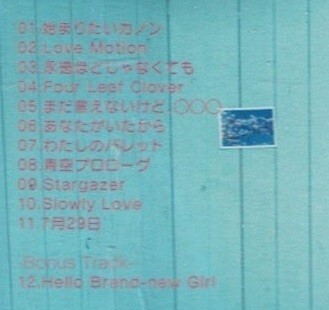 01.始まりたいカノン
02.Love Motion
03.永遠ほどじゃなくても
04.Four Leaf Clover
05.まだ言えないけど…○○○
06.あなたがいたから
07.わたしのパレット
08.青空プロローグ
09.Stargazer
10.Slowly Love
11.7月29日
-Bonus Track-
12.Hello Brand-new Girl